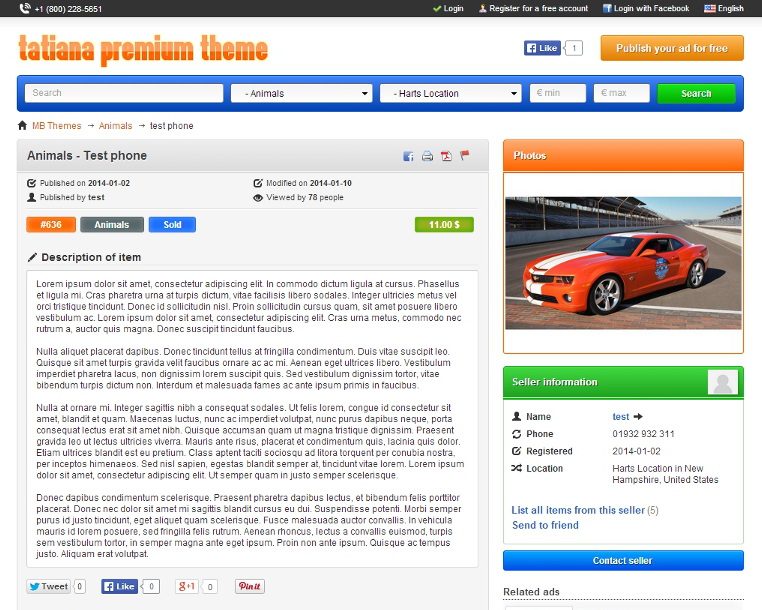 +1 (800) 228-5651
Login
Register for a free account
Login with Facebook
English
tatiana premium theme
Like 1
Publish your ad for free
Search
- Animals
- Harts Location
€ min
€ max
Search
MB Themes → Animals → test phone
Animals - Test phone
Published on 2014-01-02
Modified on 2014-01-10
Published by test
Viewed by 78 people
#636
Animals
Sold
11.00 $
Description of item
Lorem ipsum dolor sit amet, consectetur adipiscing elit. In commodo dictum ligula at cursus. Phasellus
et ligula mi. Cras pharetra urna at turpis dictum, vitae facilisis libero sodales. Integer ultricies metus vel
orci tristique tincidunt. Donec id sollicitudin nisl. Proin sollicitudin cursus quam, sit amet posuere libero
vestibulum ac. Lorem ipsum dolor sit amet, consectetur adipiscing elit. Cras urna metus, commodo nec
rutrum a, auctor quis magna. Donec suscipit tincidunt faucibus.
Nulla aliquet placerat dapibus. Donec tincidunt tellus at fringilla condimentum. Duis vitae suscipit leo.
Quisque sit amet turpis gravida velit faucibus ornare ac ac mi. Aenean eget ultrices libero. Vestibulum
imperdiet pharetra lacus, non dignissim lorem suscipit quis. Sed vestibulum dignissim tortor, vitae
bibendum turpis dictum non. Interdum et malesuada fames ac ante ipsum primis in faucibus.
Nulla at ornare mi. Integer sagittis nibh a consequat sodales. Ut felis lorem, congue id consectetur sit
amet, blandit et quam. Maecenas luctus, nunc ac imperdiet volutpat, nunc purus dapibus neque, porta
consequat lectus erat sit amet nibh. Quisque accumsan quam ut magna tristique dignissim. Praesent
gravida leo ut lectus ultricies viverra. Mauris ante risus, placerat et condimentum quis, lacinia quis dolor.
Etiam ultrices blandit est eu pretium. Class aptent taciti sociosqu ad litora torquent per conubia nostra,
per inceptos himenaeos. Sed nisl sapien, egestas blandit semper at, tincidunt vitae lorem. Lorem ipsum
dolor sit amet, consectetur adipiscing elit. Ut semper quam in justo semper scelerisque.
Donec dapibus condimentum scelerisque. Praesent pharetra dapibus lectus, et bibendum felis porttitor
placerat. Donec nec dolor sit amet mi sagittis blandit cursus eu dui. Suspendisse potenti. Morbi semper
purus id justo tincidunt, eget aliquet quam scelerisque. Fusce malesuada auctor convallis. In vehicula
mauris id lorem posuere, sed fringilla felis rutrum. Aenean rhoncus, lectus a convallis euismod, turpis
sem vestibulum tortor, in semper magna ante eget ipsum. Proin non ante ipsum. Quisque ac tempus
justo. Aliquam erat volutpat.
Tweet 0
Like 0
g+1 0
Pin it
Photos
Seller information
Name test
Phone 01932 932 311
Registered 2014-01-02
Location Harts Location in New
Hampshire, United States
List all items from this seller (5)
Send to friend
Contact seller
Related ads